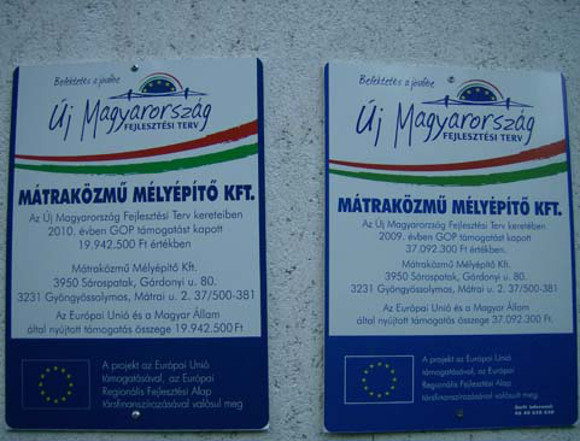 Befektetés a jövőbe
Új Magyarország
FEJLESZTÉSI TERV
MÁTRAKÖZMŰ MÉLYÉPÍTŐ KFT.
Az Új Magyarország Fejlesztési Terv kereteiben
2010. évben GOP támogatást kapott
19.942.500 Ft értékben
Mátraközmű Mélyépítő Kft.
3950 Sárospatak, Gárdonyi u. 80.
3231 Gyöngyössolymos, Mátrai u. 2. 37/500-381
Az Európai Unió és a Magyar Állam
által nyújtott támogatás összege 19.942.500 Ft
A projekt az Európai Unió
támogatásával, az Európai
Regionális Fejlesztési Alap
társfinanszírozásával valósul meg
Befektetés a jövőbe
Új Magyarország
FEJLESZTÉSI TERV
MÁTRAKÖZMŰ MÉLYÉPÍTŐ KFT.
Az Új Magyarország Fejlesztési Terv keretében
2009. évben GOP támogatást kapott
37.092.300 Ft értékben.
Mátraközmű Mélyépítő Kft.
3950 Sárospatak, Gárdonyi u. 80.
3231 Gyöngyössolymos, Mátrai u. 2. 37/500-381
Az Európai Unió és a Magyar Állam
által nyújtott támogatás összege 37.092.300 Ft.
A projekt az Európai Unió
támogatásával, az Európai
Regionális Fejlesztési Alap
társfinanszírozásával valósult meg